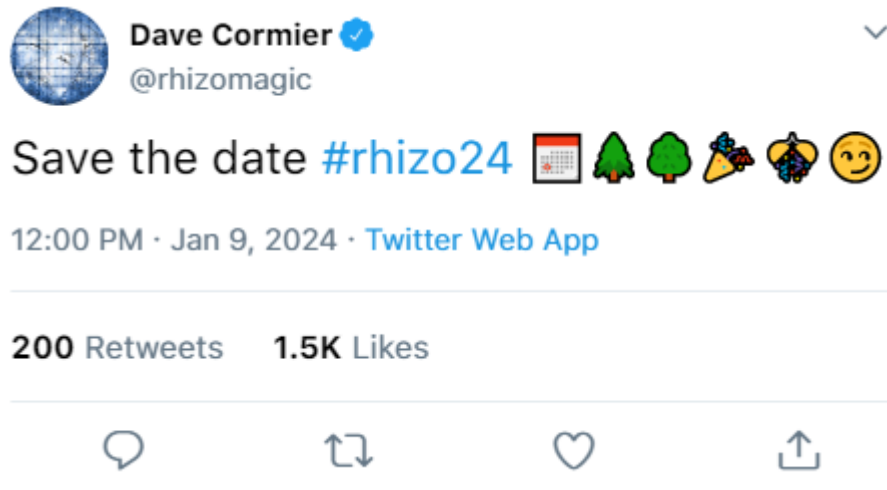 Dave Cormier
@rhizomagic
Save the date #rhizo24 📅🌲🌳🎉🎊😏
12:00 PM · Jan 9, 2024 · Twitter Web App
200 Retweets 1.5K Likes